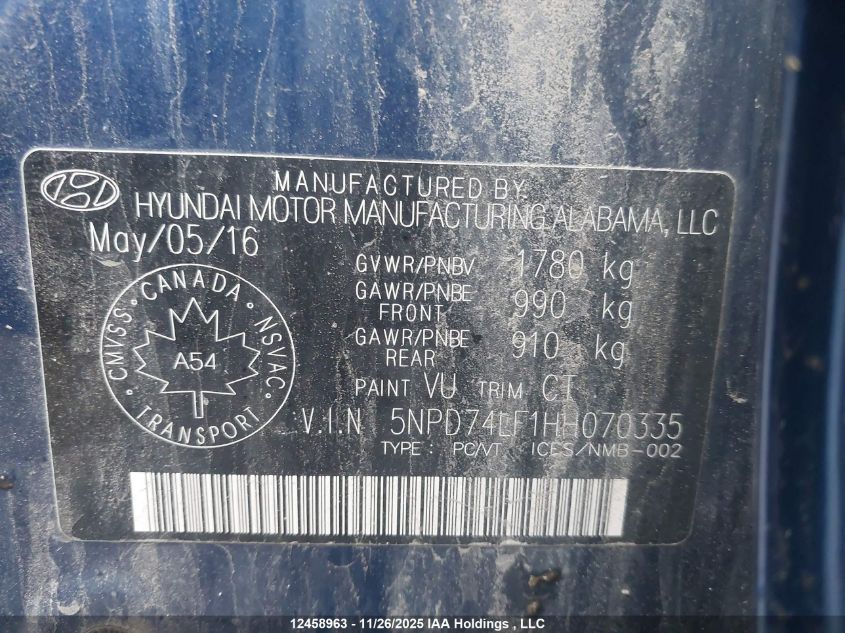 MANUFACTURED BY
HYUNDAI MOTOR MANUFACTURING ALABAMA, LLC
May/05/16
GVWR/PNBV 1780 kg
GAWR/PNBE FRONT 990 kg
GAWR/PNBE REAR 910 kg
CANADA
CMVSS
NSVAC
A54
TRANSPORT
PAINT VU TRIM CT
V.I.N 5NPD74LF1HH070335
TYPE : PC/VT ICES/NMB-002
12458963 - 11/26/2025 IAA Holdings , LLC